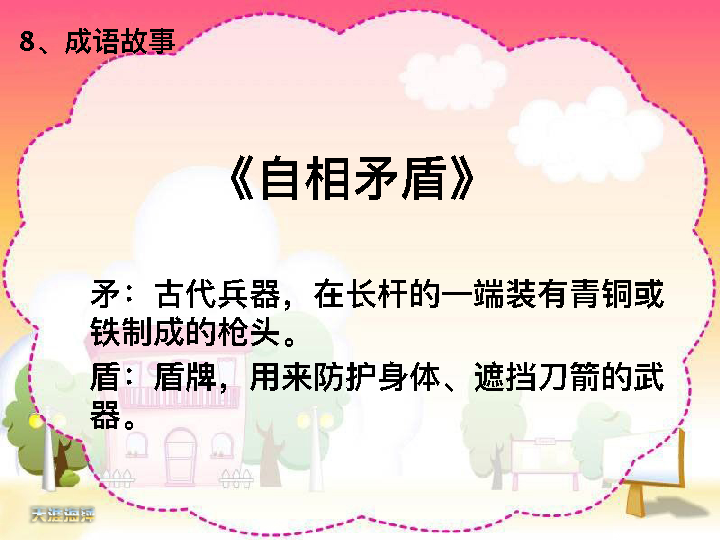 8、成语故事
《自相矛盾》
矛：古代兵器，在长杆的一端装有青铜或
铁制成的枪头。
盾：盾牌，用来防护身体、遮挡刀箭的武
器。